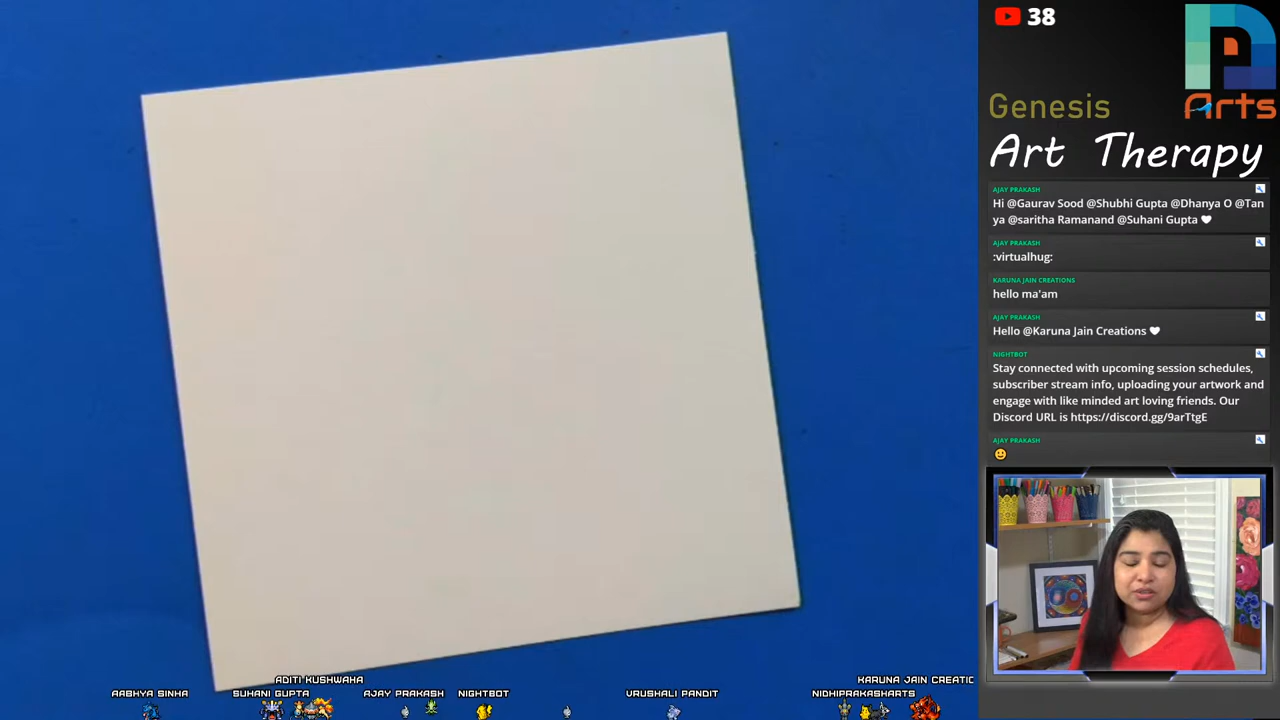 38
Arts
Genesis
Art Therapy
AJAY PRAKASH
Hi @Gaurav Sood @Shubhi Gupta @Dhanya O @Tan
ya @saritha Ramanand @Suhani Gupta
AJAY PRAKASH
:virtualhug:
KARUNA JAIN CREATIONS
hello ma'am
AJAY PRAKASH
Hello @Karuna Jain Creations
NIGHTBOT
Stay connected with upcoming session schedules,
subscriber stream info, uploading your artwork and
engage with like minded art loving friends. Our
Discord URL is https://discord.gg/9arTtgE
AJAY PRAKASH
ADITI KUSHWAHA
KARUNA JAIN CREATIC
AABHYA SINHA
SUHANI GUPTA
AJAY PRAKASH
NIGHTBOT
VRUSHALI PANDIT
NIDHIPRAKASHARTS